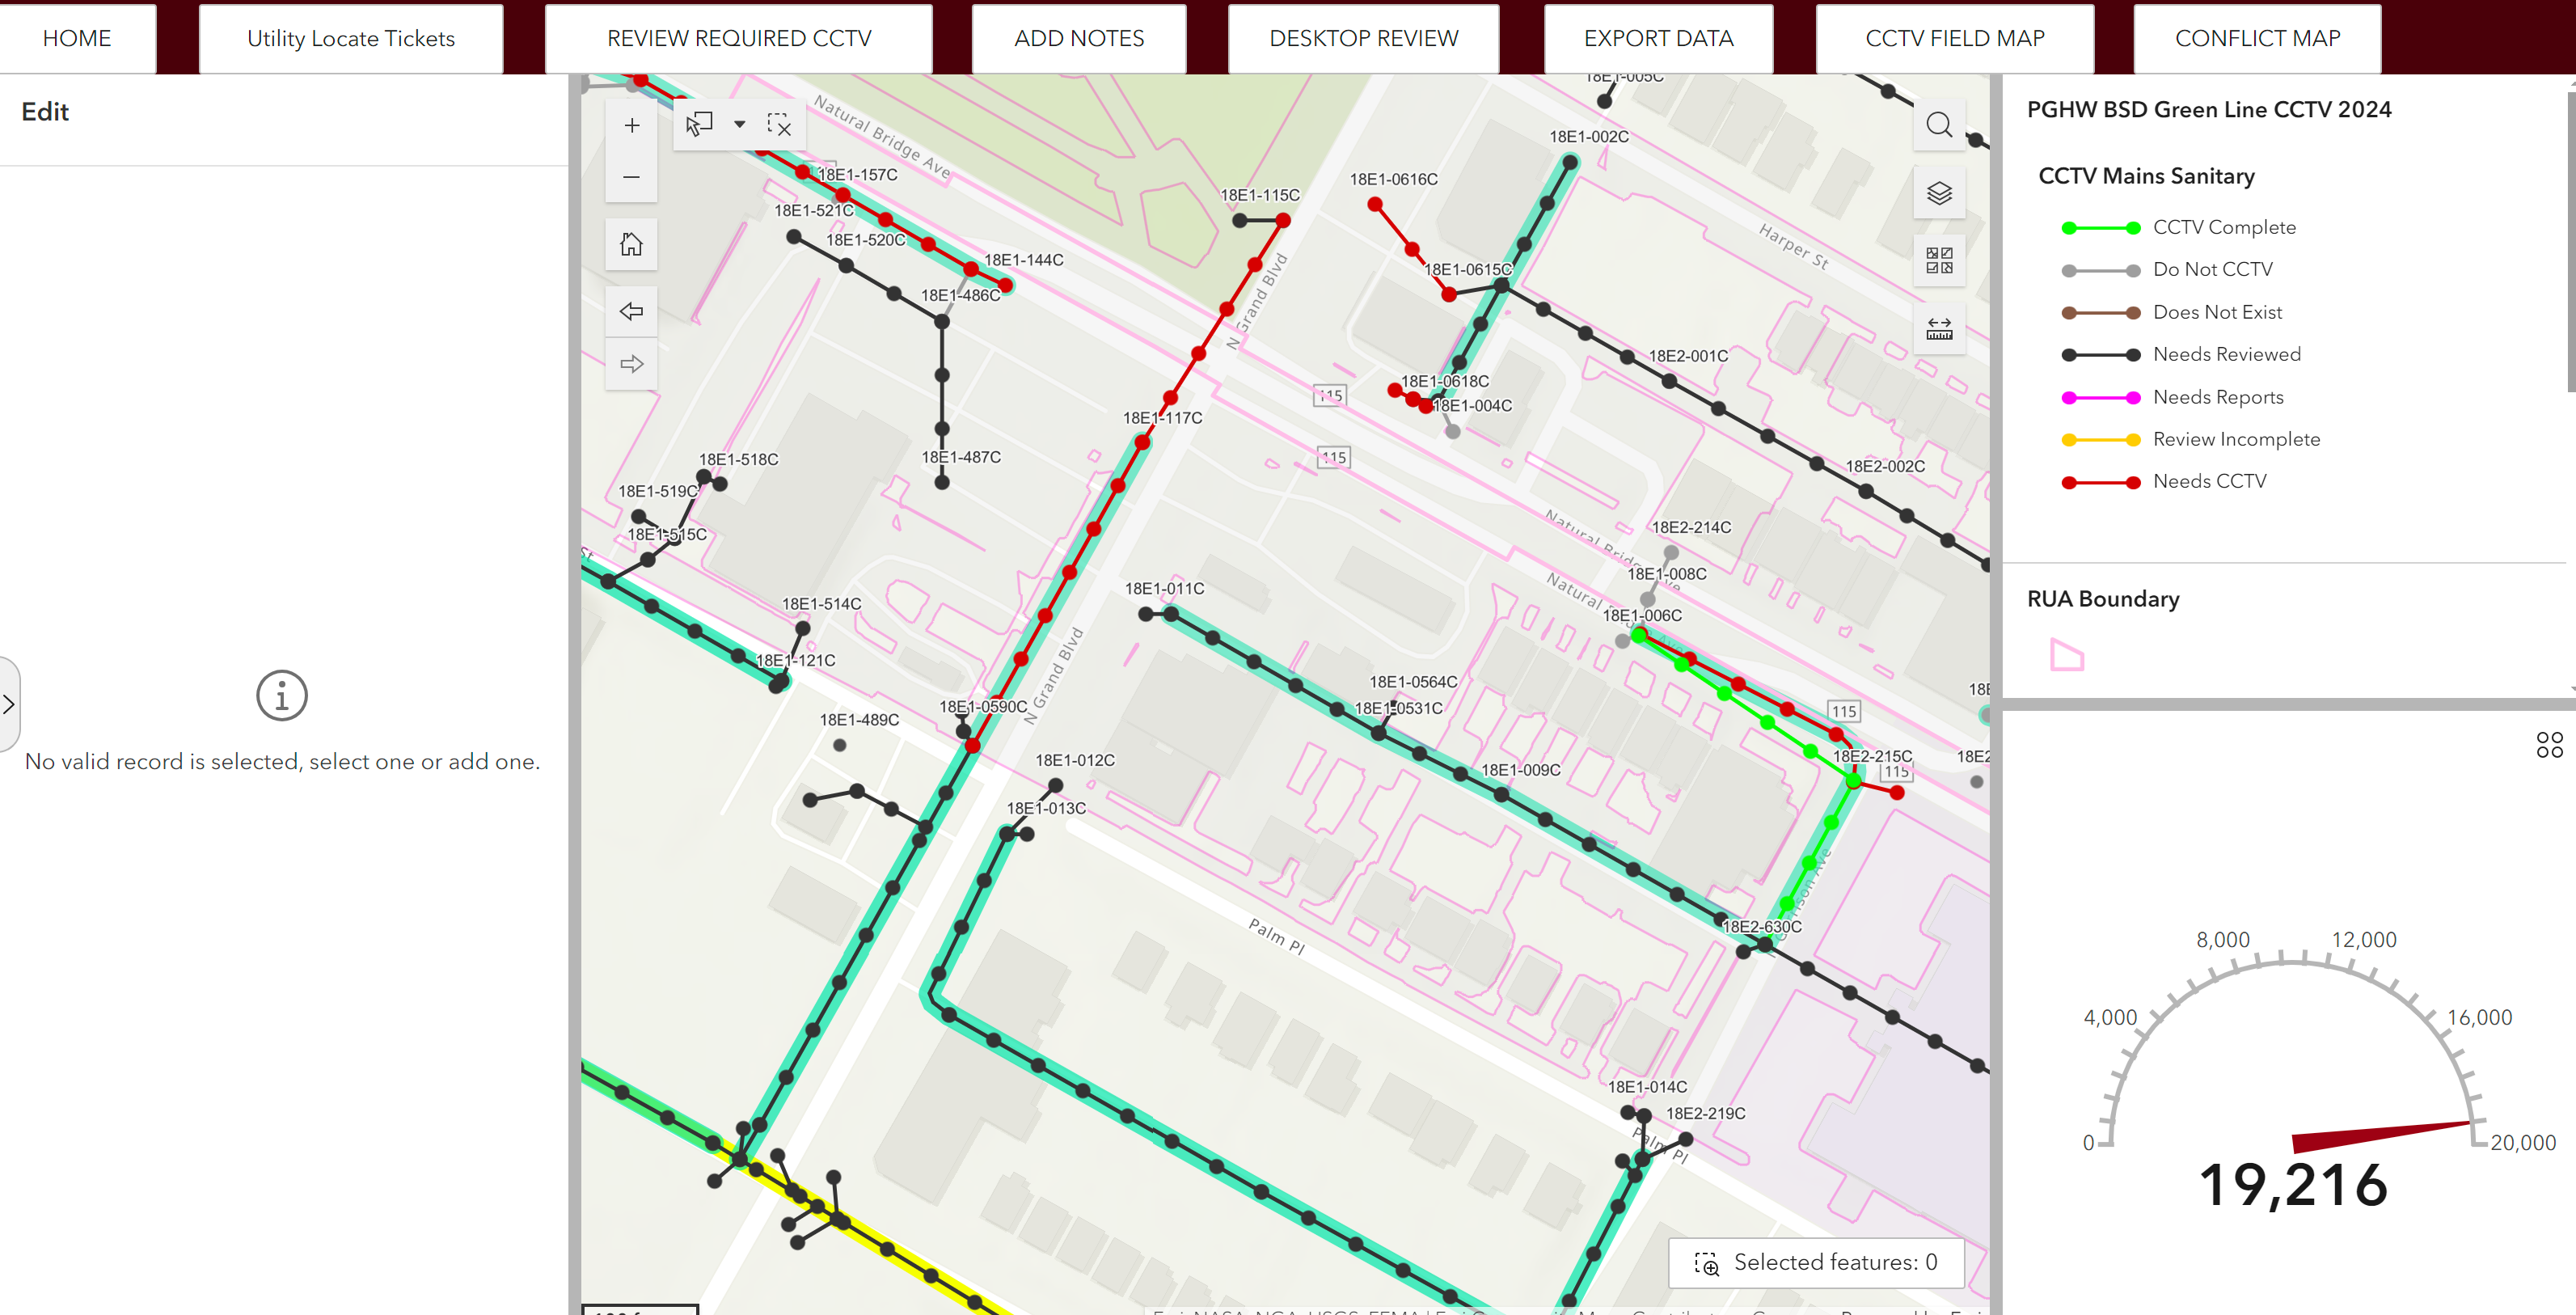 HOME
Utility Locate Tickets
REVIEW REQUIRED CCTV
ADD NOTES
DESKTOP REVIEW
EXPORT DATA
CCTV FIELD MAP
CONFLICT MAP
Edit
No valid record is selected, select one or add one.
18E1-005C
18E1-002C
Natural Bridge Ave
18E1-157C
18E1-0616C
18E1-115C
18E1-521C
18E1-520C
Harper St
18E1-144C
18E1-0615C
18E1-486C
N Grand Blvd
18E2-001C
18E1-0618C
115
18E1-004C
18E1-117C
115
18E1-487C
18E1-518C
18E2-002C
18E1-519C
18E1-515C
St
18E2-214C
Natural Bridge Ave
18E1-008C
18E1-011C
Natural
18E1-006C
18E1-514C
18E1-121C
18E1-0564C
18E1-0531C
N Grand Blvd
18E1-0590C
115
18E1-489C
18E2-215C
18E2
115
18E1-012C
18E1-009C
18E1-013C
18E2-630C
Palm Pl
18E1-014C
18E2-219C
Palm Pl
Selected features: 0
PGHW BSD Green Line CCTV 2024
CCTV Mains Sanitary
CCTV Complete
Do Not CCTV
Does Not Exist
Needs Reviewed
Needs Reports
Review Incomplete
Needs CCTV
RUA Boundary
0
4,000
8,000
12,000
16,000
20,000
19,216